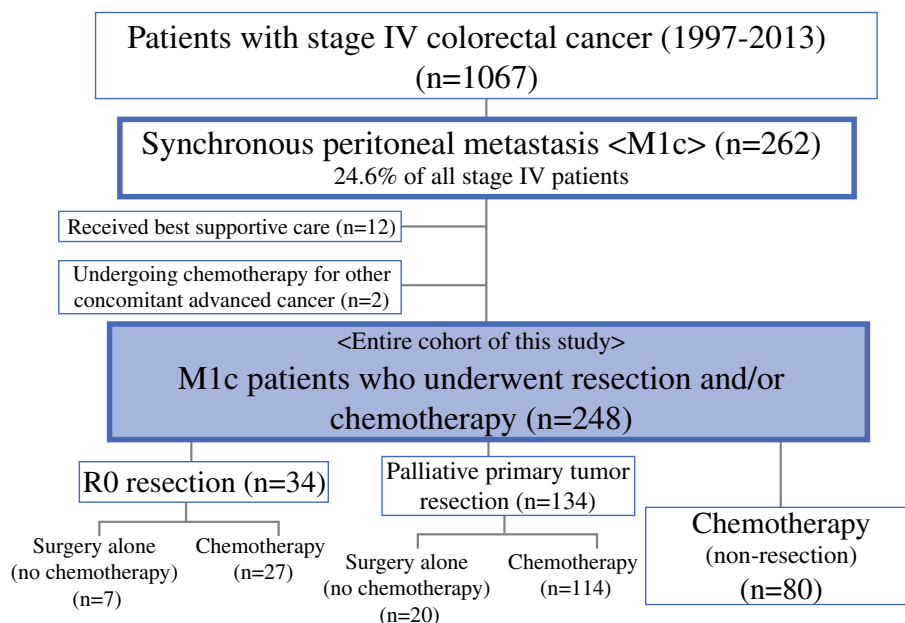 Patients with stage IV colorectal cancer (1997-2013)
(n=1067)
Synchronous peritoneal metastasis <M1c> (n=262)
24.6% of all stage IV patients
Received best supportive care (n=12)
Undergoing chemotherapy for other
concomitant advanced cancer (n=2)
<Entire cohort of this study>
M1c patients who underwent resection and/or
chemotherapy (n=248)
R0 resection (n=34)
Surgery alone
(no chemotherapy)
(n=7)
Chemotherapy
(n=27)
Palliative primary tumor
resection (n=134)
Surgery alone
(no chemotherapy)
(n=20)
Chemotherapy
(n=114)
Chemotherapy
(non-resection)
(n=80)